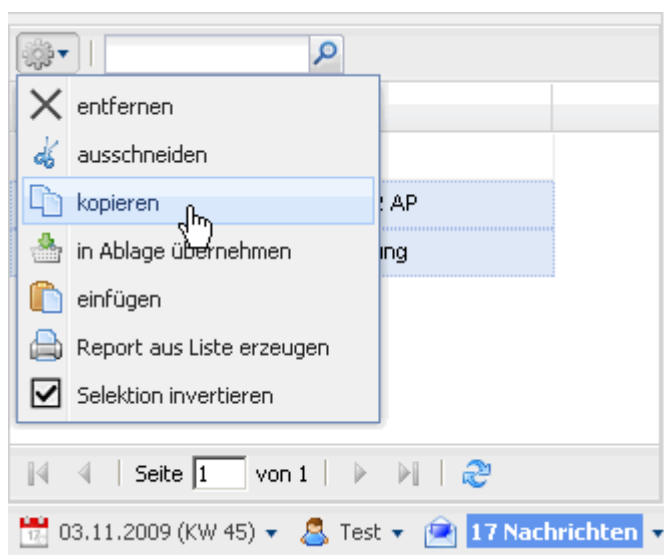 entfernen
ausschneiden
kopieren
AP
in Ablage übernehmen
ung
einfügen
Report aus Liste erzeugen
Selektion invertieren
Seite 1 von 1
17 03.11.2009 (KW 45) Test 17 Nachrichten